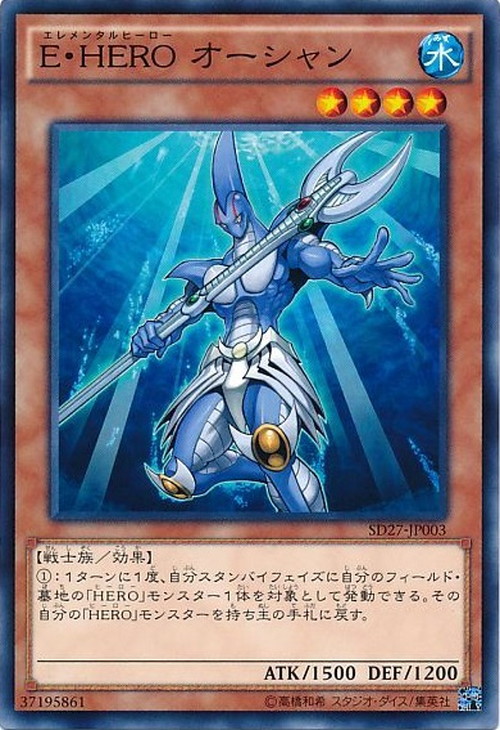 エレメンタルヒーロー
E・HERO オーシャン
水
SD27-JP003
【戦士族／効果】
①：１ターンに１度、自分スタンバイフェイズに自分のフィールド・
墓地の「HERO」モンスター１体を対象として発動できる。その
自分の「HERO」モンスターを持ち主の手札に戻す。
ATK/1500 DEF/1200
37195861 ©高橋和希 スタジオ・ダイス/集英社